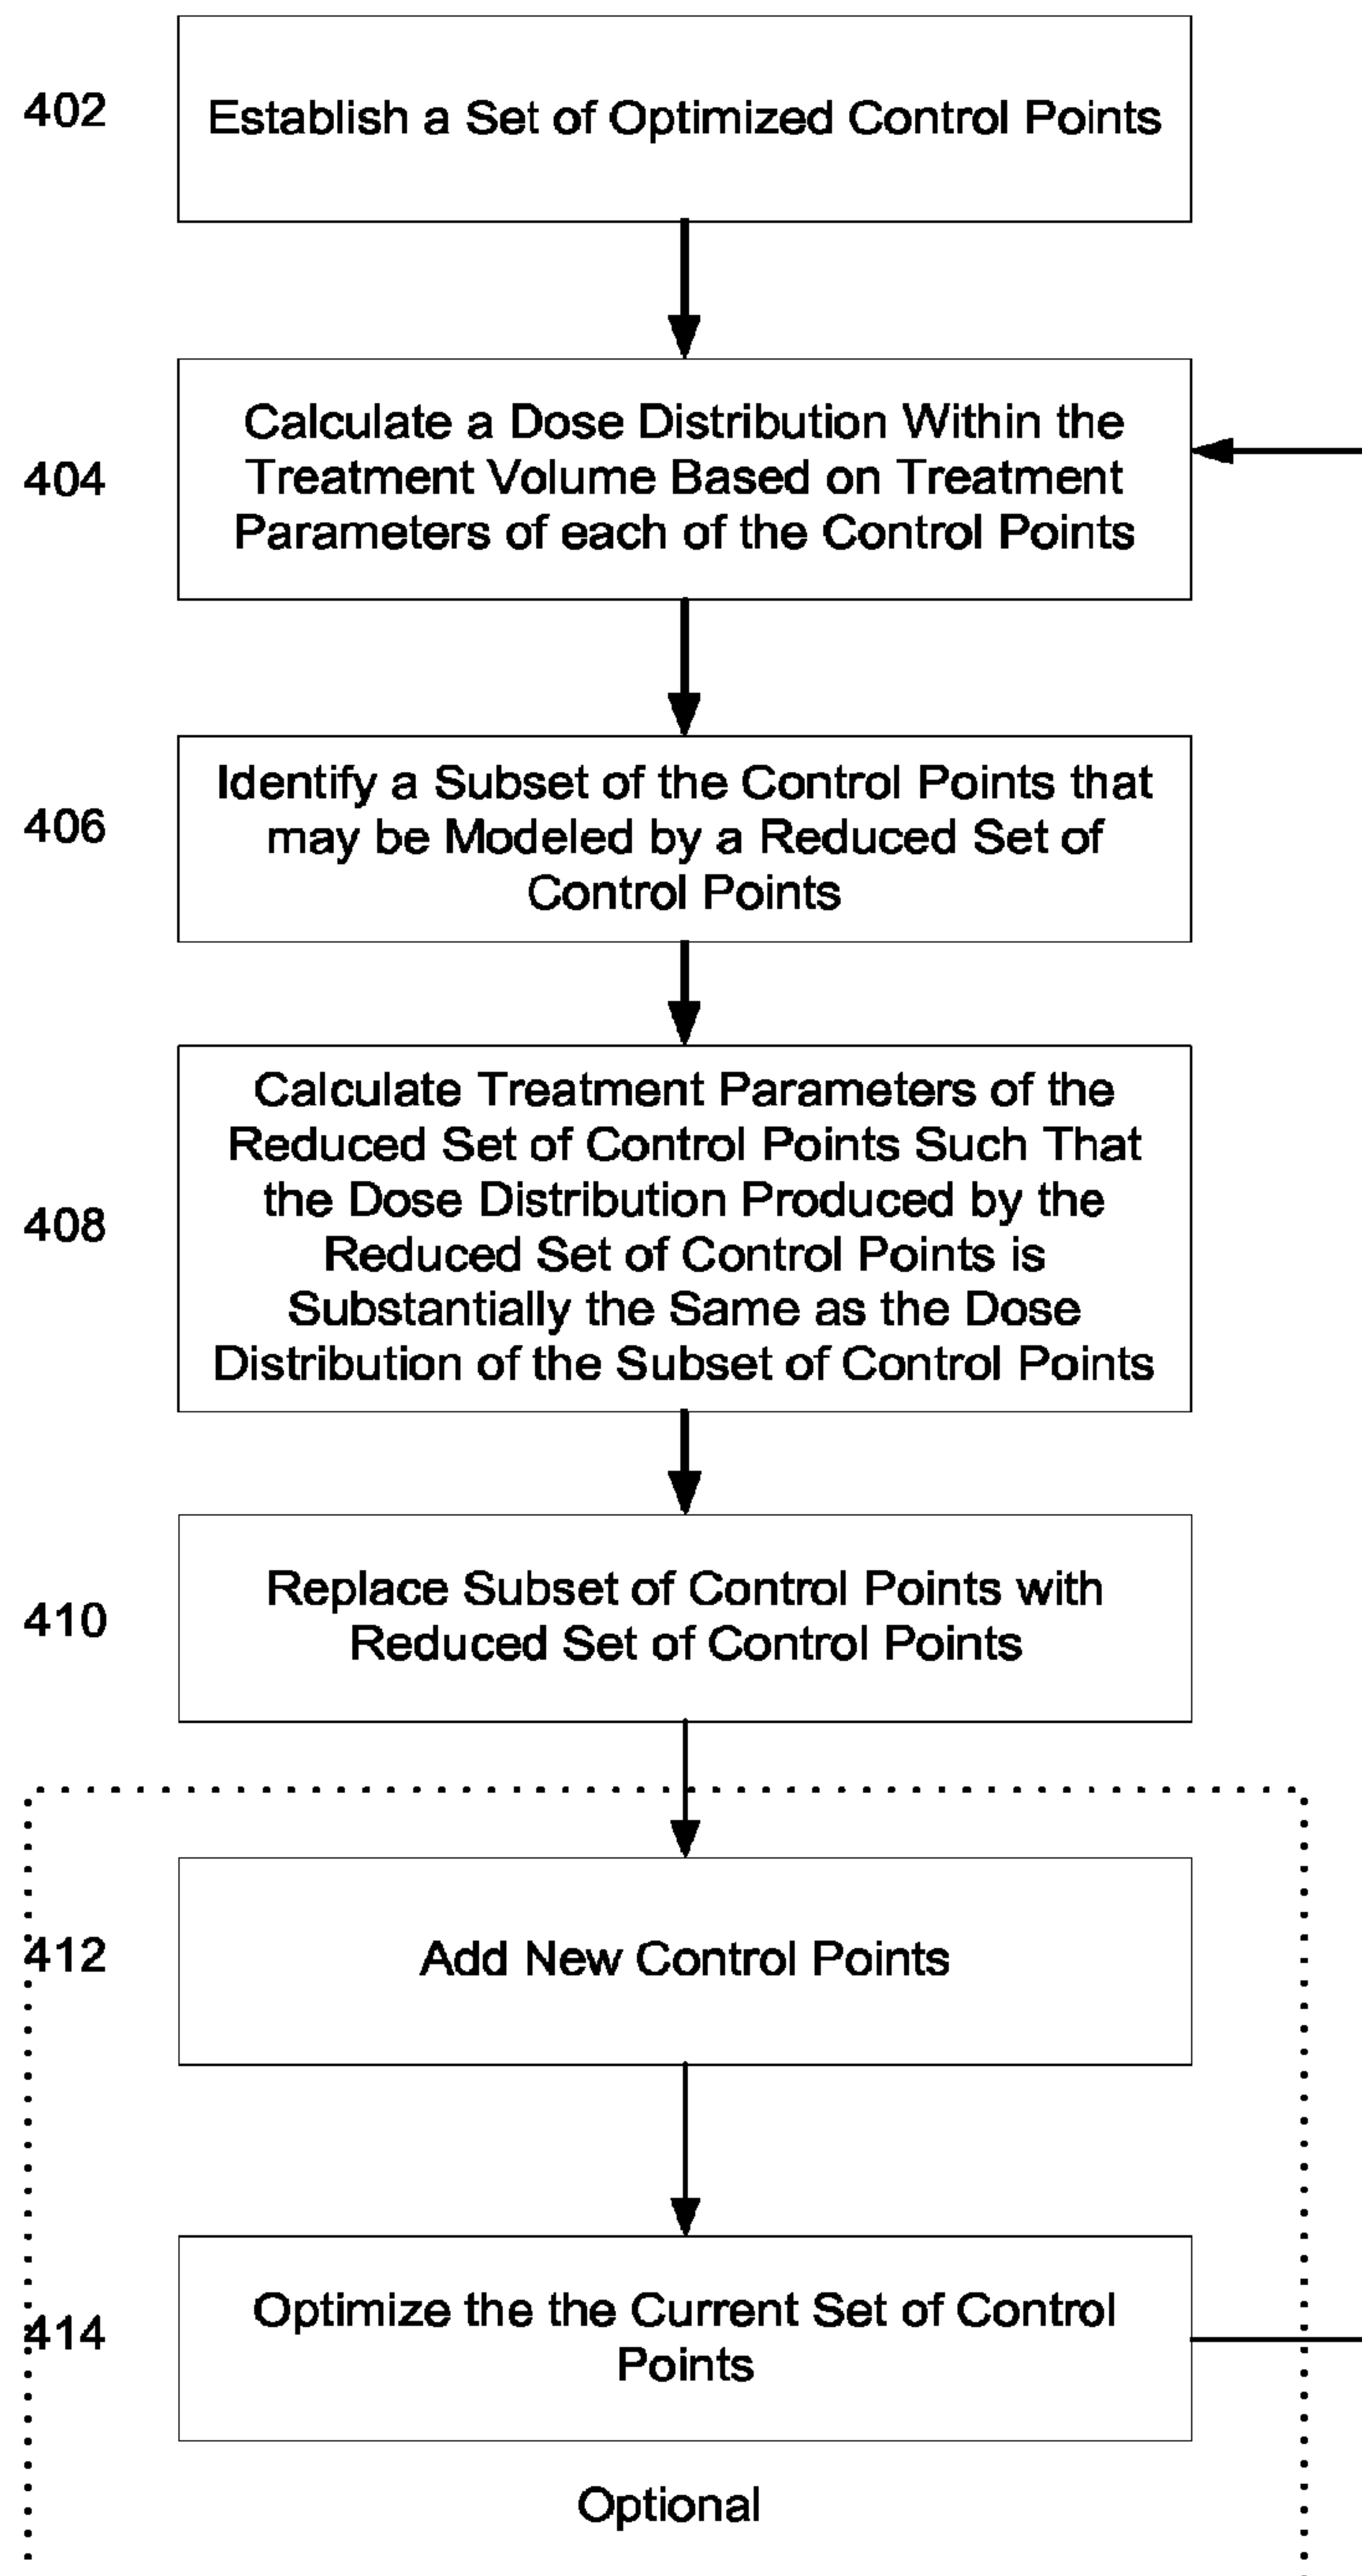 402
Establish a Set of Optimized Control Points
404
Calculate a Dose Distribution Within the
Treatment Volume Based on Treatment
Parameters of each of the Control Points
406
Identify a Subset of the Control Points that
may be Modeled by a Reduced Set of
Control Points
408
Calculate Treatment Parameters of the
Reduced Set of Control Points Such That
the Dose Distribution Produced by the
Reduced Set of Control Points is
Substantially the Same as the Dose
Distribution of the Subset of Control Points
410
Replace Subset of Control Points with
Reduced Set of Control Points
412
Add New Control Points
414
Optimize the the Current Set of Control
Points
Optional